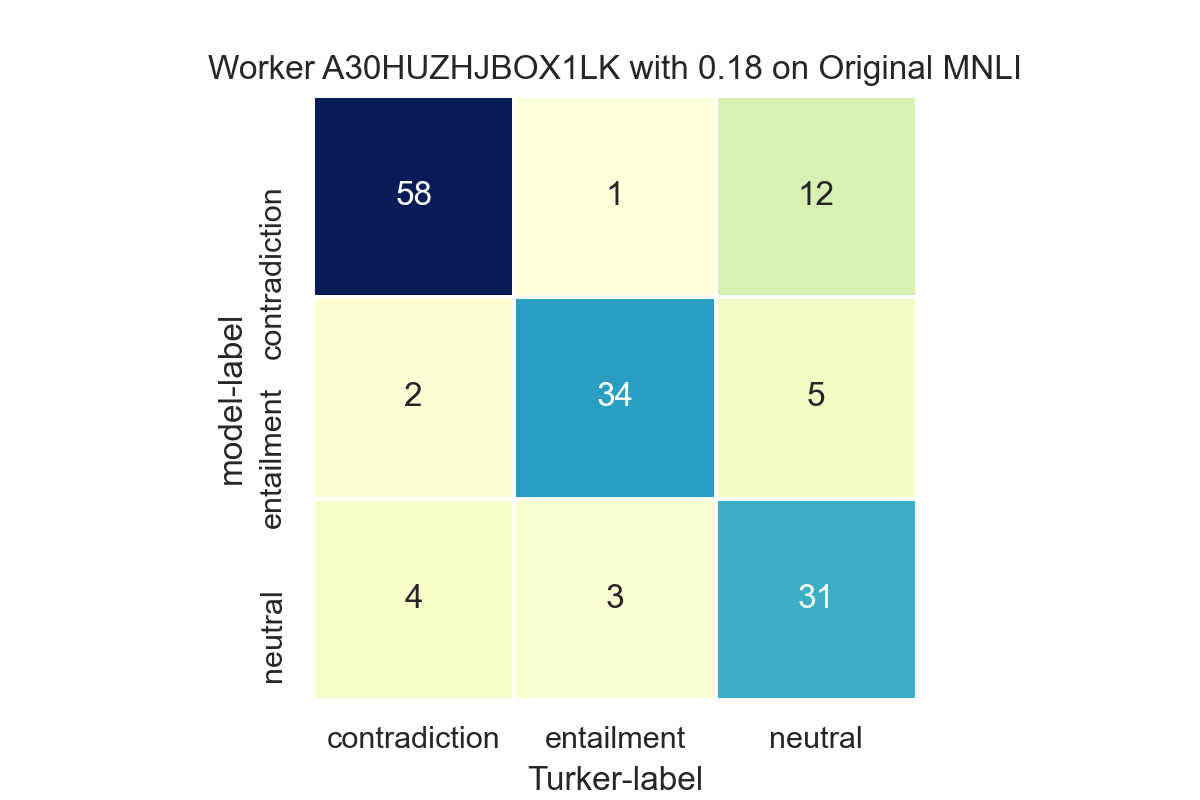 Worker A30HUZHJBOX1LK with 0.18 on Original MNLI
model-label
contradiction
58 1 12
entailment
2 34 5
neutral
4 3 31
contradiction entailment neutral
Turker-label